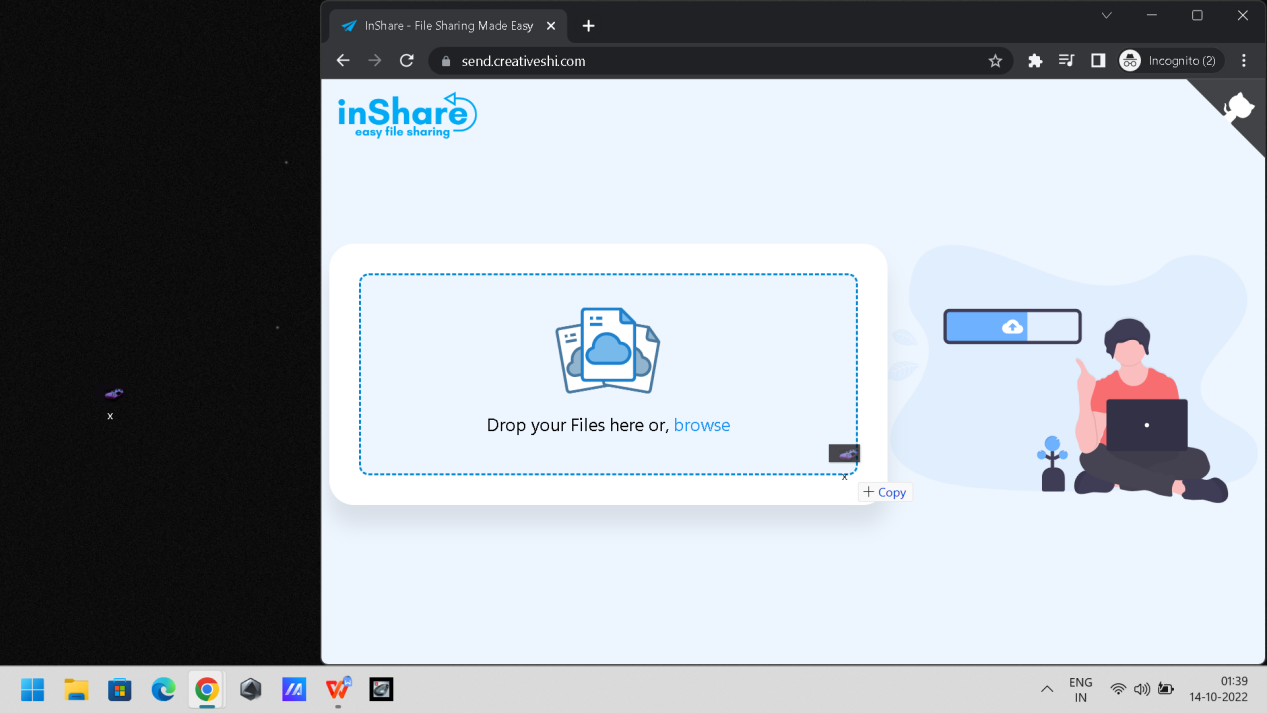 InShare - File Sharing Made Easy
send.creativeshi.com
Incognito (2)
inShare
easy file sharing
Drop your Files here or, browse
x
x
Copy
ENG
IN
01:39
14-10-2022